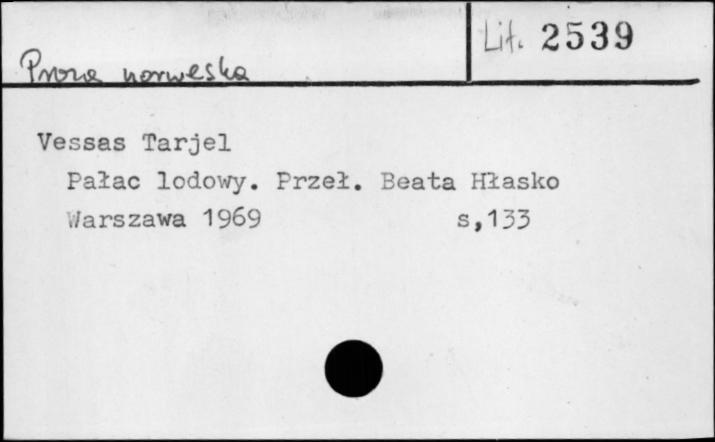 Lit. 2539
Proza norweska
Vessas Tarjel
Pałac lodowy. Przeł. Beata Hłasko
Warszawa 1969 s,133